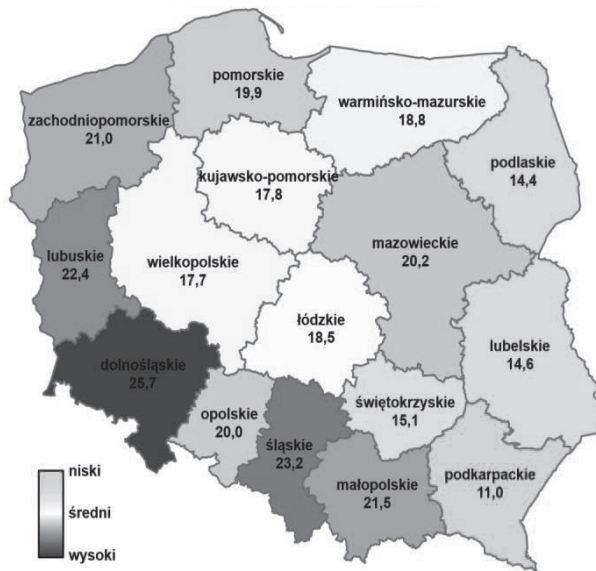 pomorskie
19,9
warmińsko-mazurskie
18,8
zachodniopomorskie
21,0
podlaskie
14,4
kujawsko-pomorskie
17,8
mazowieckie
20,2
lubuskie
22,4
wielkopolskie
17,7
łódzkie
18,5
lubelskie
14,6
dolnośląskie
25,7
opolskie
20,0
świętokrzyskie
15,1
śląskie
23,2
małopolskie
21,5
podkarpackie
11,0
niski
średni
wysoki